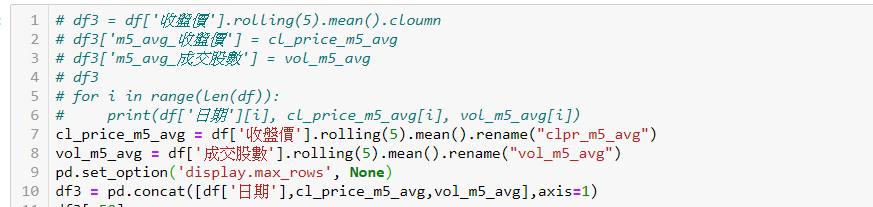 1 # df3 = df['收盤價'].rolling(5).mean().cloumn
2 # df3['m5_avg_收盤價'] = cl_price_m5_avg
3 # df3['m5_avg_成交股數'] = vol_m5_avg
4 # df3
5 # for i in range(len(df)):
6 #     print(df['日期'][i], cl_price_m5_avg[i], vol_m5_avg[i])
7 cl_price_m5_avg = df['收盤價'].rolling(5).mean().rename("clpr_m5_avg")
8 vol_m5_avg = df['成交股數'].rolling(5).mean().rename("vol_m5_avg")
9 pd.set_option('display.max_rows', None)
10 df3 = pd.concat([df['日期'],cl_price_m5_avg,vol_m5_avg],axis=1)